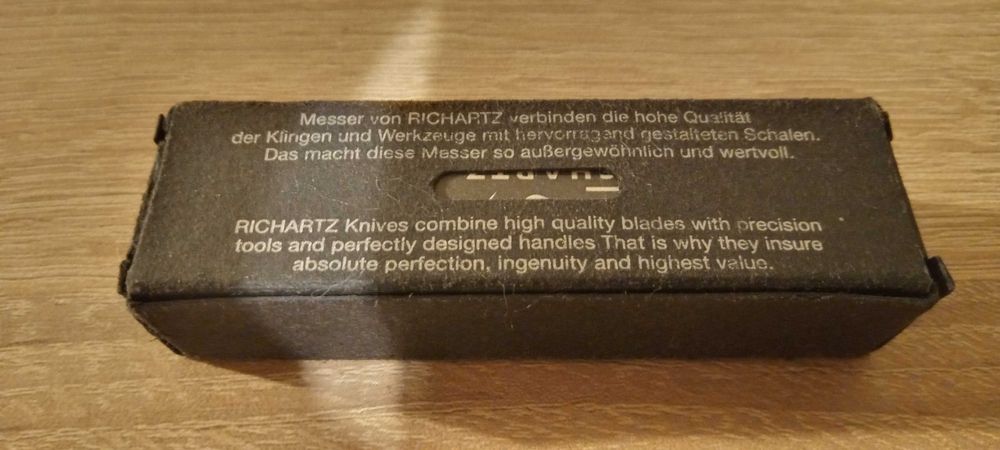 Messer von RICHARTZ verbinden die hohe Qualität
der Klingen und Werkzeuge mit hervorragend gestalteten Schalen.
Das macht diese Messer so außergewöhnlich und wertvoll.
RICHARTZ Knives combine high quality blades with precision
tools and perfectly designed handles That is why they insure
absolute perfection, ingenuity and highest value.